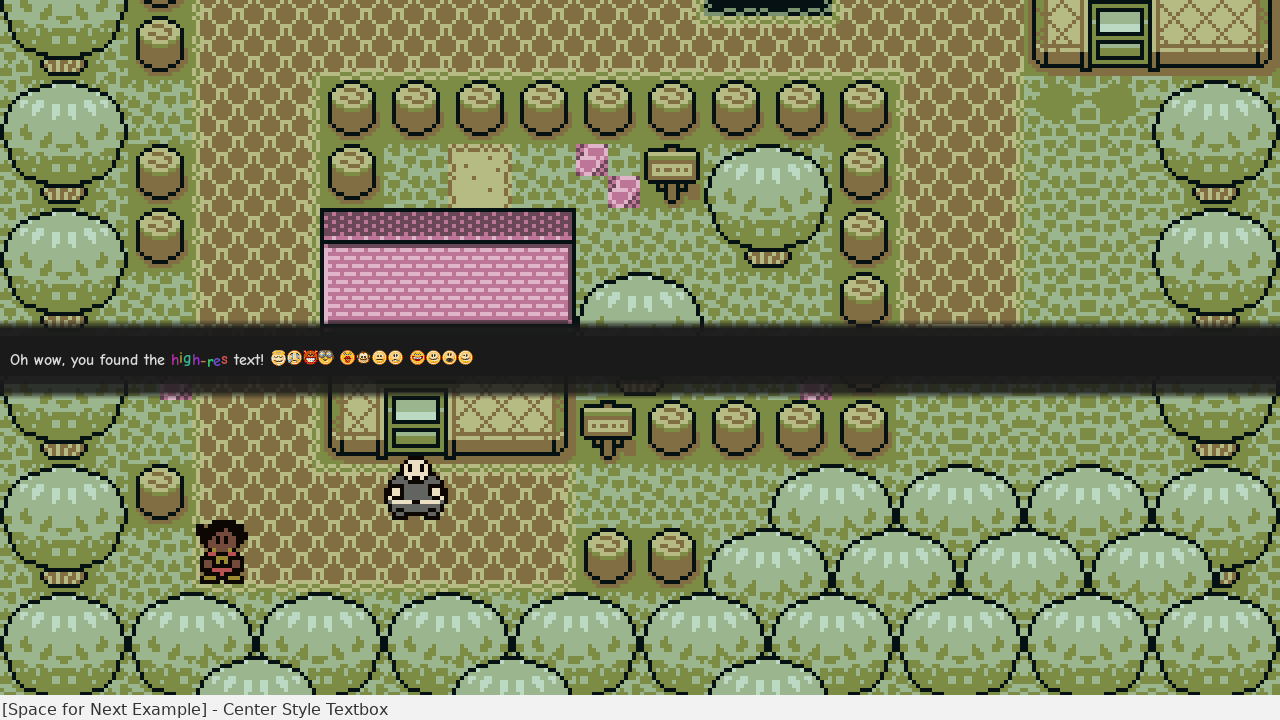 Oh wow, you found the high-res text! 😅🥲😈🥸 😍🐵😐🙁 😊😃😮😉
[Space for Next Example] - Center Style Textbox